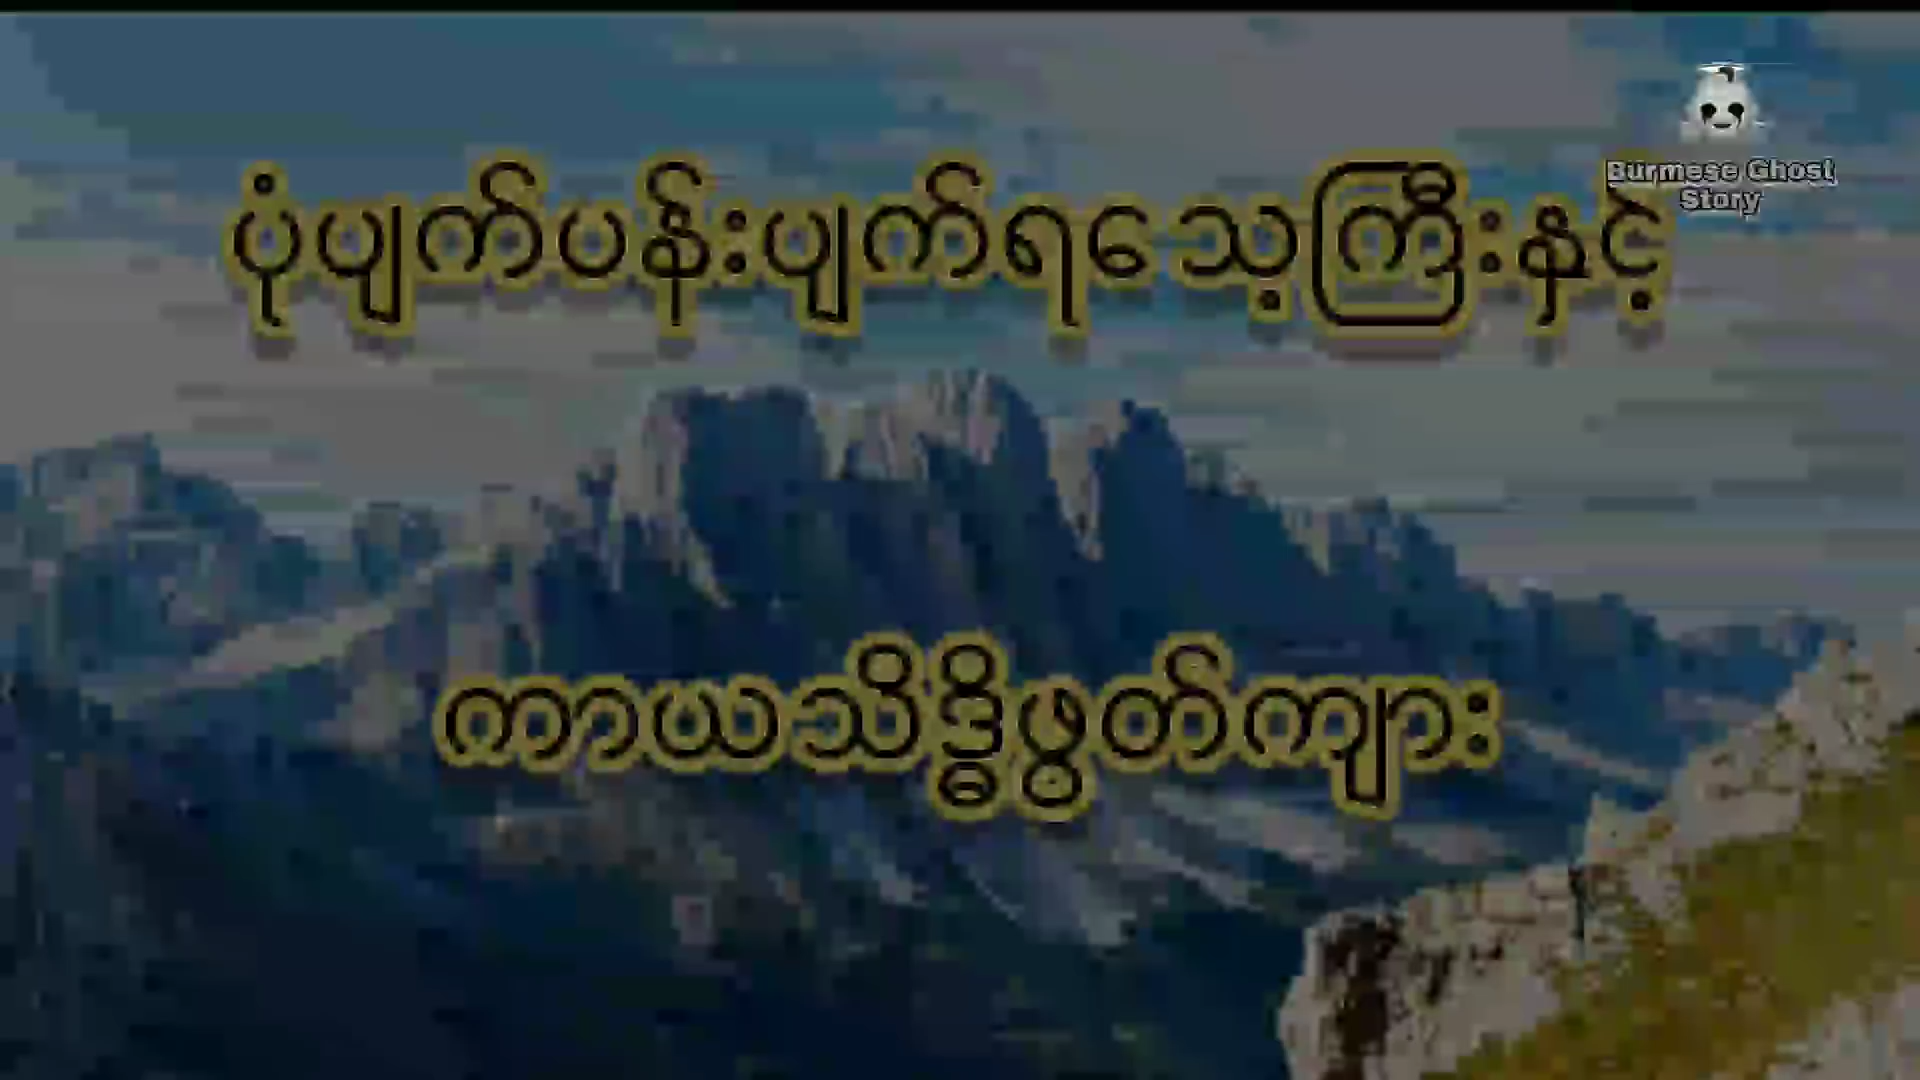 Burmese Ghost
Story
ပုံပျက်ပန်းပျက်ရသေ့ကြီးနှင့်
ကာယသိဒ္ဓိဖွတ်ကျား